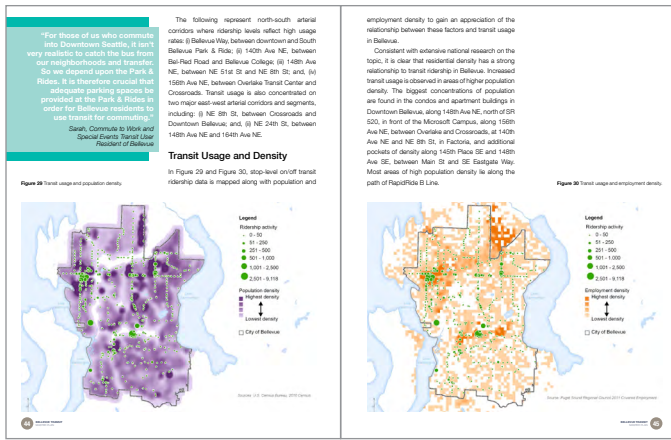 "For those of us who commute
into Downtown Seattle, it isn't
very realistic to catch the bus from
our neighborhoods and transfer.
So we depend upon the Park &
Rides. It is therefore crucial that
adequate parking spaces be
provided at the Park & Rides in
order for Bellevue residents to
use transit for commuting."
Sarah, Commute to Work and
Special Events Transit User
Resident of Bellevue
The following represent north-south arterial
corridors where ridership levels reflect high usage
rates: (i) Bellevue Way, between downtown and South
Bellevue Park & Ride; (ii) 140th Ave NE, between
Bel-Red Road and Bellevue College; (iii) 148th Ave
NE, between NE 51st St and NE 8th St; and, (iv)
156th Ave NE, between Overlake Transit Center and
Crossroads. Transit usage is also concentrated on
two major east-west arterial corridors and segments,
including: (i) NE 8th St, between Crossroads and
Downtown Bellevue; and, (ii) NE 24th St, between
148th Ave NE and 164th Ave NE.
Transit Usage and Density
In Figure 29 and Figure 30, stop-level on/off transit
ridership data is mapped along with population and
Figure 29 Transit usage and population density.
Legend
Ridership activity
0 - 50
51 - 250
251 - 500
501 - 1,000
1,001 - 2,500
2,501 - 9,118
Population density
Highest density
Lowest density
City of Bellevue
Sources: U.S. Census Bureau, 2010 Census
44
BELLEVUE TRANSIT
employment density to gain an appreciation of the
relationship between these factors and transit usage
in Bellevue.
Consistent with extensive national research on the
topic, it is clear that residential density has a strong
relationship to transit ridership in Bellevue. Increased
transit usage is observed in areas of higher population
density. The biggest concentrations of population
are found in the condos and apartment buildings in
Downtown Bellevue, along 148th Ave NE, north of SR
520, in front of the Microsoft Campus, along 156th
Ave NE, between Overlake and Crossroads, at 140th
Ave NE and NE 8th St, in Factoria, and additional
pockets of density along 145th Place SE and 148th
Ave SE, between Main St and SE Eastgate Way.
Most areas of high population density lie along the
path of RapidRide B Line.
Figure 30 Transit usage and employment density.
Legend
Ridership activity
0 - 50
51 - 250
251 - 500
501 - 1,000
1,001 - 2,500
2,501 - 9,118
Employment density
Highest density
Lowest density
City of Bellevue
Source: Puget Sound Regional Council 2011 Covered Employment
BELLEVUE TRANSIT
45